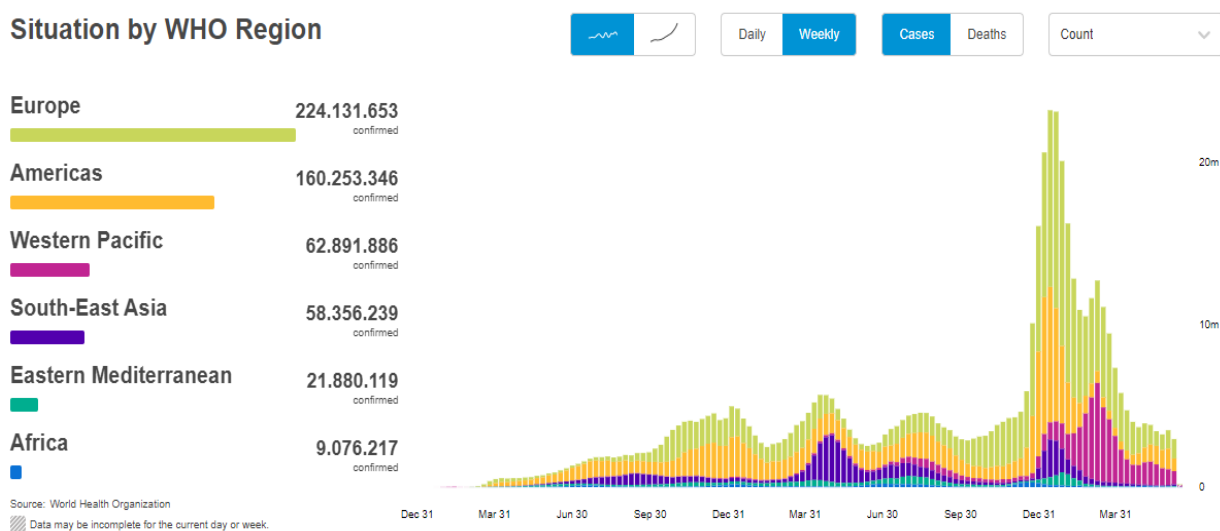 Situation by WHO Region
Daily
Weekly
Cases
Deaths
Count
Europe
224.131.653
confirmed
Americas
160.253.346
confirmed
Western Pacific
62.891.886
confirmed
South-East Asia
58.356.239
confirmed
Eastern Mediterranean
21.880.119
confirmed
Africa
9.076.217
confirmed
20m
10m
0
Dec 31
Mar 31
Jun 30
Sep 30
Dec 31
Mar 31
Jun 30
Sep 30
Dec 31
Mar 31
Source: World Health Organization
Data may be incomplete for the current day or week.